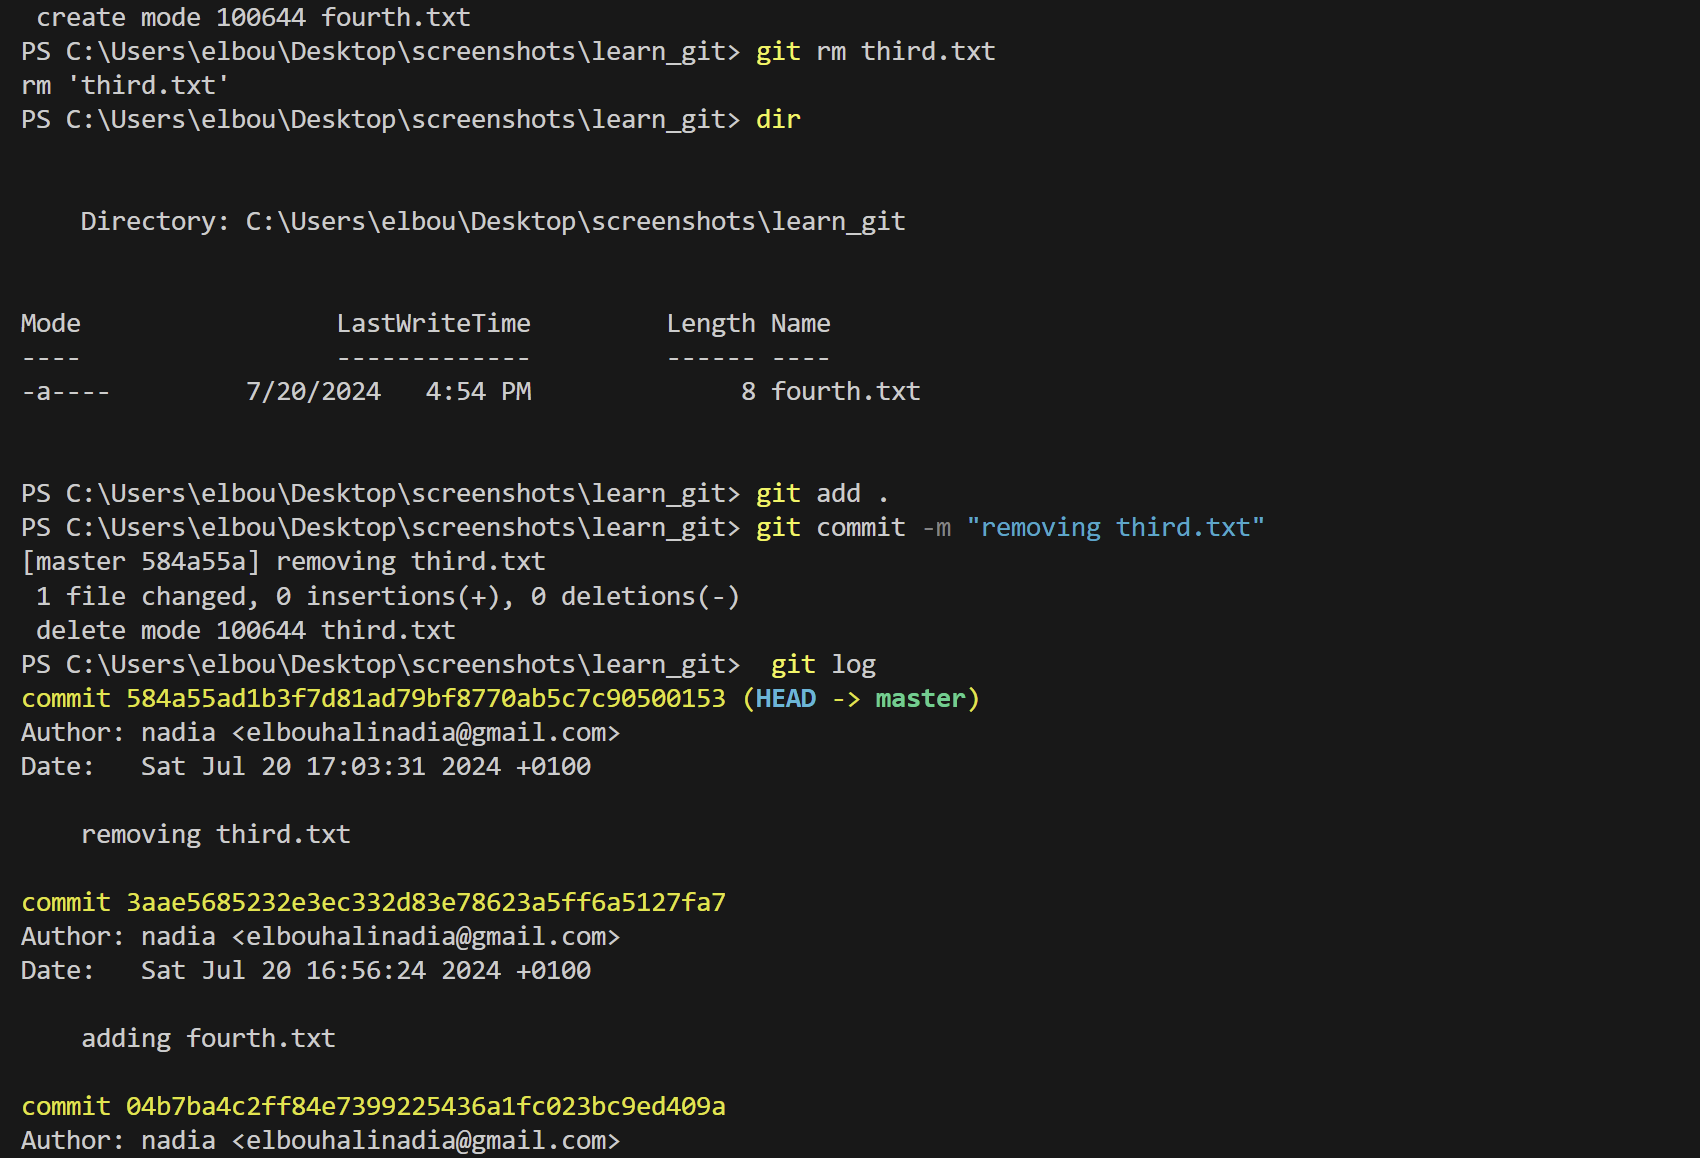 create mode 100644 fourth.txt
PS C:\Users\elbou\Desktop\screenshots\learn_git> git rm third.txt
rm 'third.txt'
PS C:\Users\elbou\Desktop\screenshots\learn_git> dir
Directory: C:\Users\elbou\Desktop\screenshots\learn_git
Mode LastWriteTime Length Name
---- ------------- ------ ----
-a---- 7/20/2024 4:54 PM 8 fourth.txt
PS C:\Users\elbou\Desktop\screenshots\learn_git> git add .
PS C:\Users\elbou\Desktop\screenshots\learn_git> git commit -m "removing third.txt"
[master 584a55a] removing third.txt
1 file changed, 0 insertions(+), 0 deletions(-)
delete mode 100644 third.txt
PS C:\Users\elbou\Desktop\screenshots\learn_git> git log
commit 584a55ad1b3f7d81ad79bf8770ab5c7c90500153 (HEAD -> master)
Author: nadia <elbouhalinadia@gmail.com>
Date: Sat Jul 20 17:03:31 2024 +0100
removing third.txt
commit 3aae5685232e3ec332d83e78623a5ff6a5127fa7
Author: nadia <elbouhalinadia@gmail.com>
Date: Sat Jul 20 16:56:24 2024 +0100
adding fourth.txt
commit 04b7ba4c2ff84e7399225436a1fc023bc9ed409a
Author: nadia <elbouhalinadia@gmail.com>